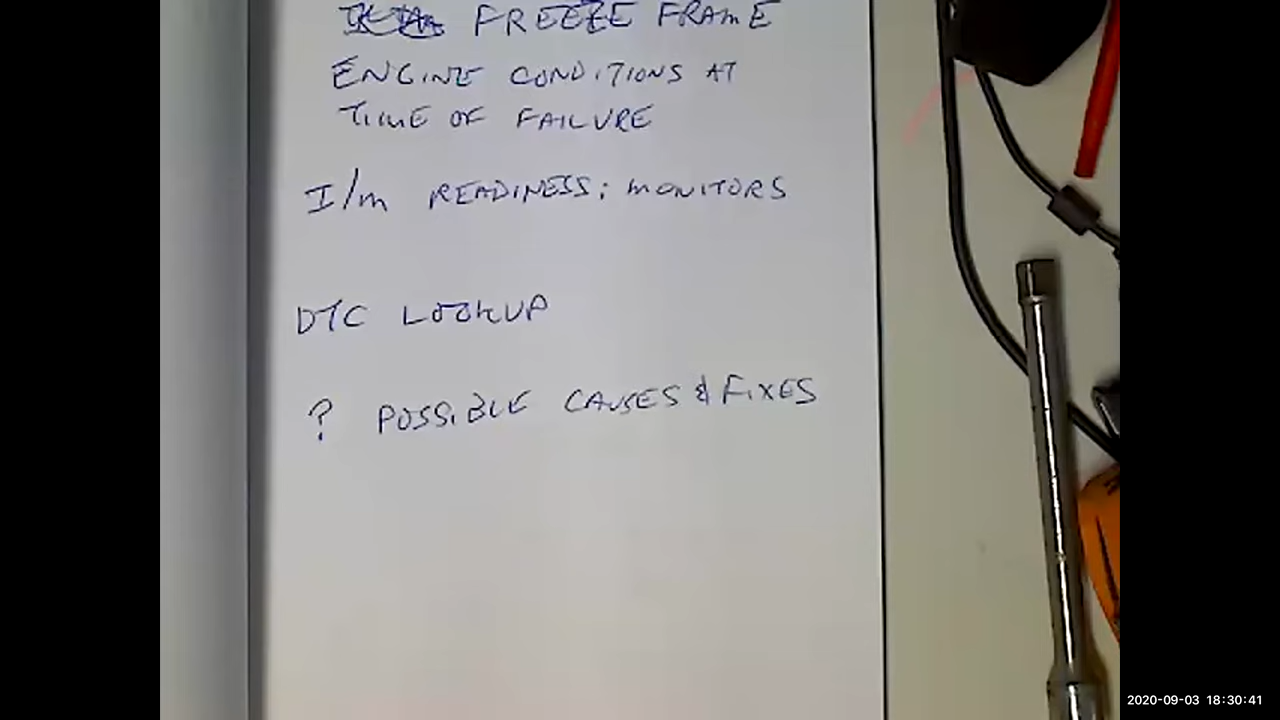 FREEZE FRAME
ENGINE CONDITIONS AT
TIME OF FAILURE
I/M READINESS: MONITORS
DTC LOOKUP
? POSSIBLE CAUSES & FIXES
2020-09-03 18:30:41